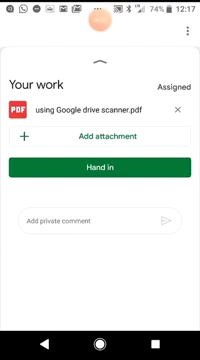 74% 12:17
Your work
Assigned
PDF using Google drive scanner.pdf
Add attachment
Hand in
Add private comment